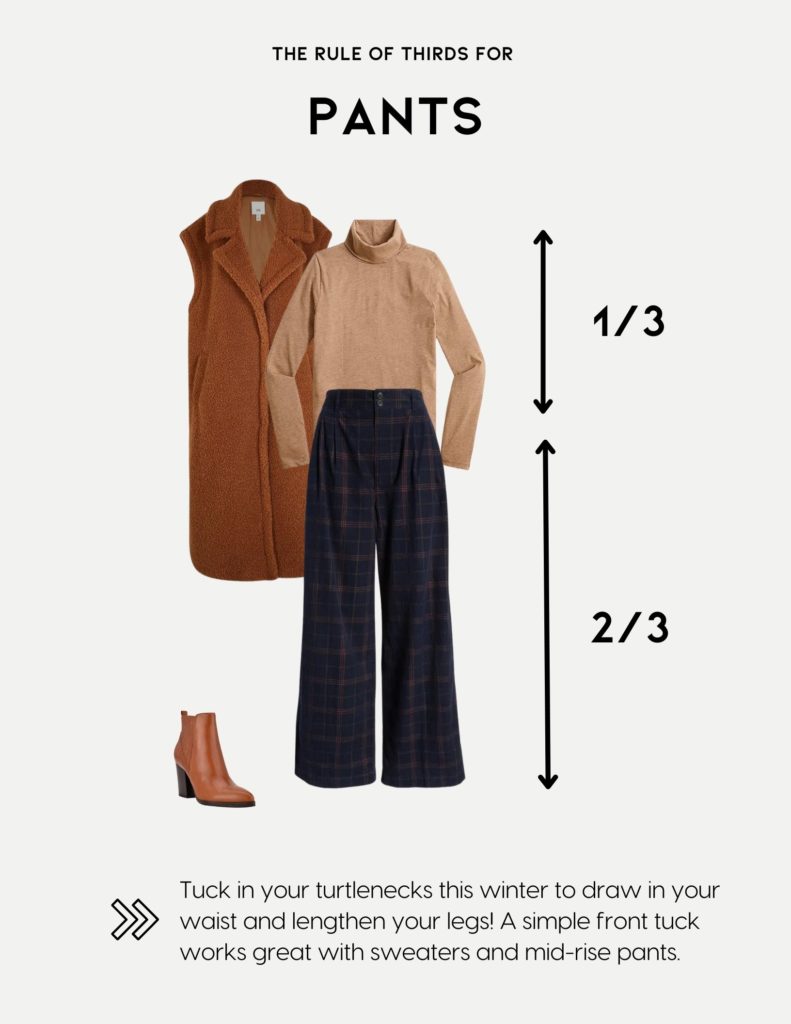 THE RULE OF THIRDS FOR
PANTS
1/3
2/3
Tuck in your turtlenecks this winter to draw in your
waist and lengthen your legs! A simple front tuck
works great with sweaters and mid-rise pants.